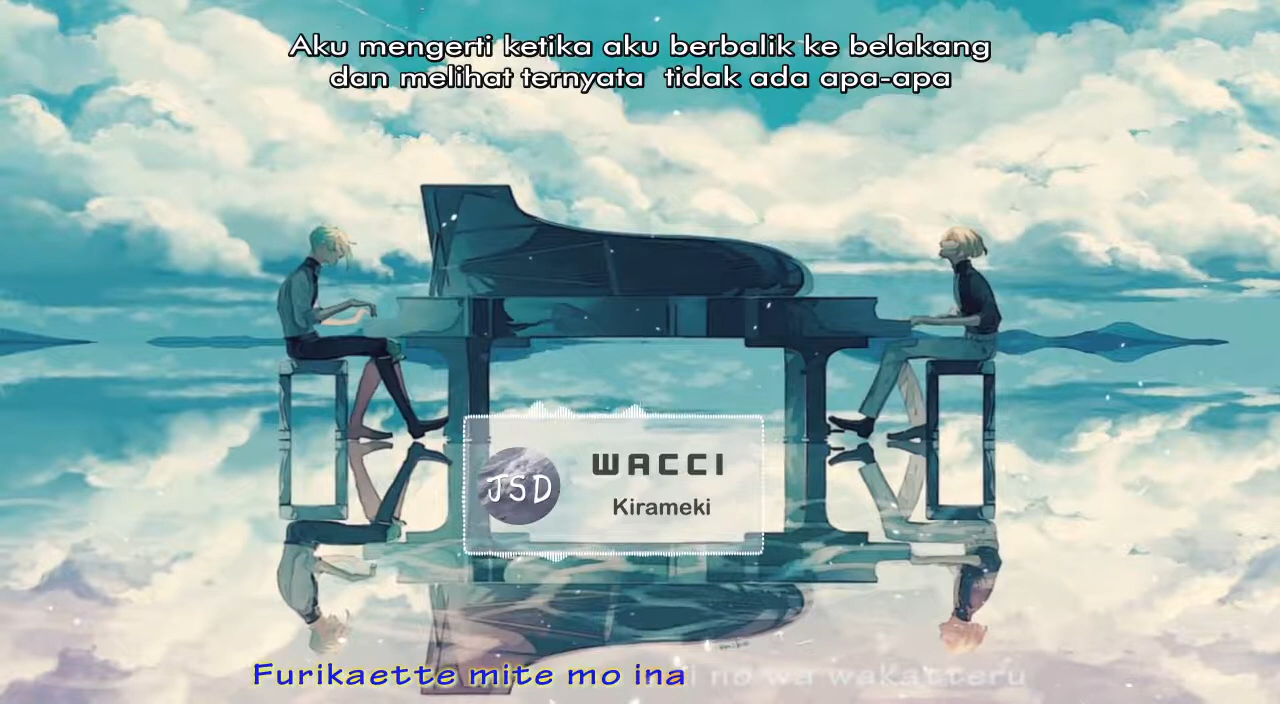 Aku mengerti ketika aku berbalik ke belakang
dan melihat ternyata tidak ada apa-apa
JSD
WACCI
Kirameki
Furikaette mite mo inai no wa wakatteru